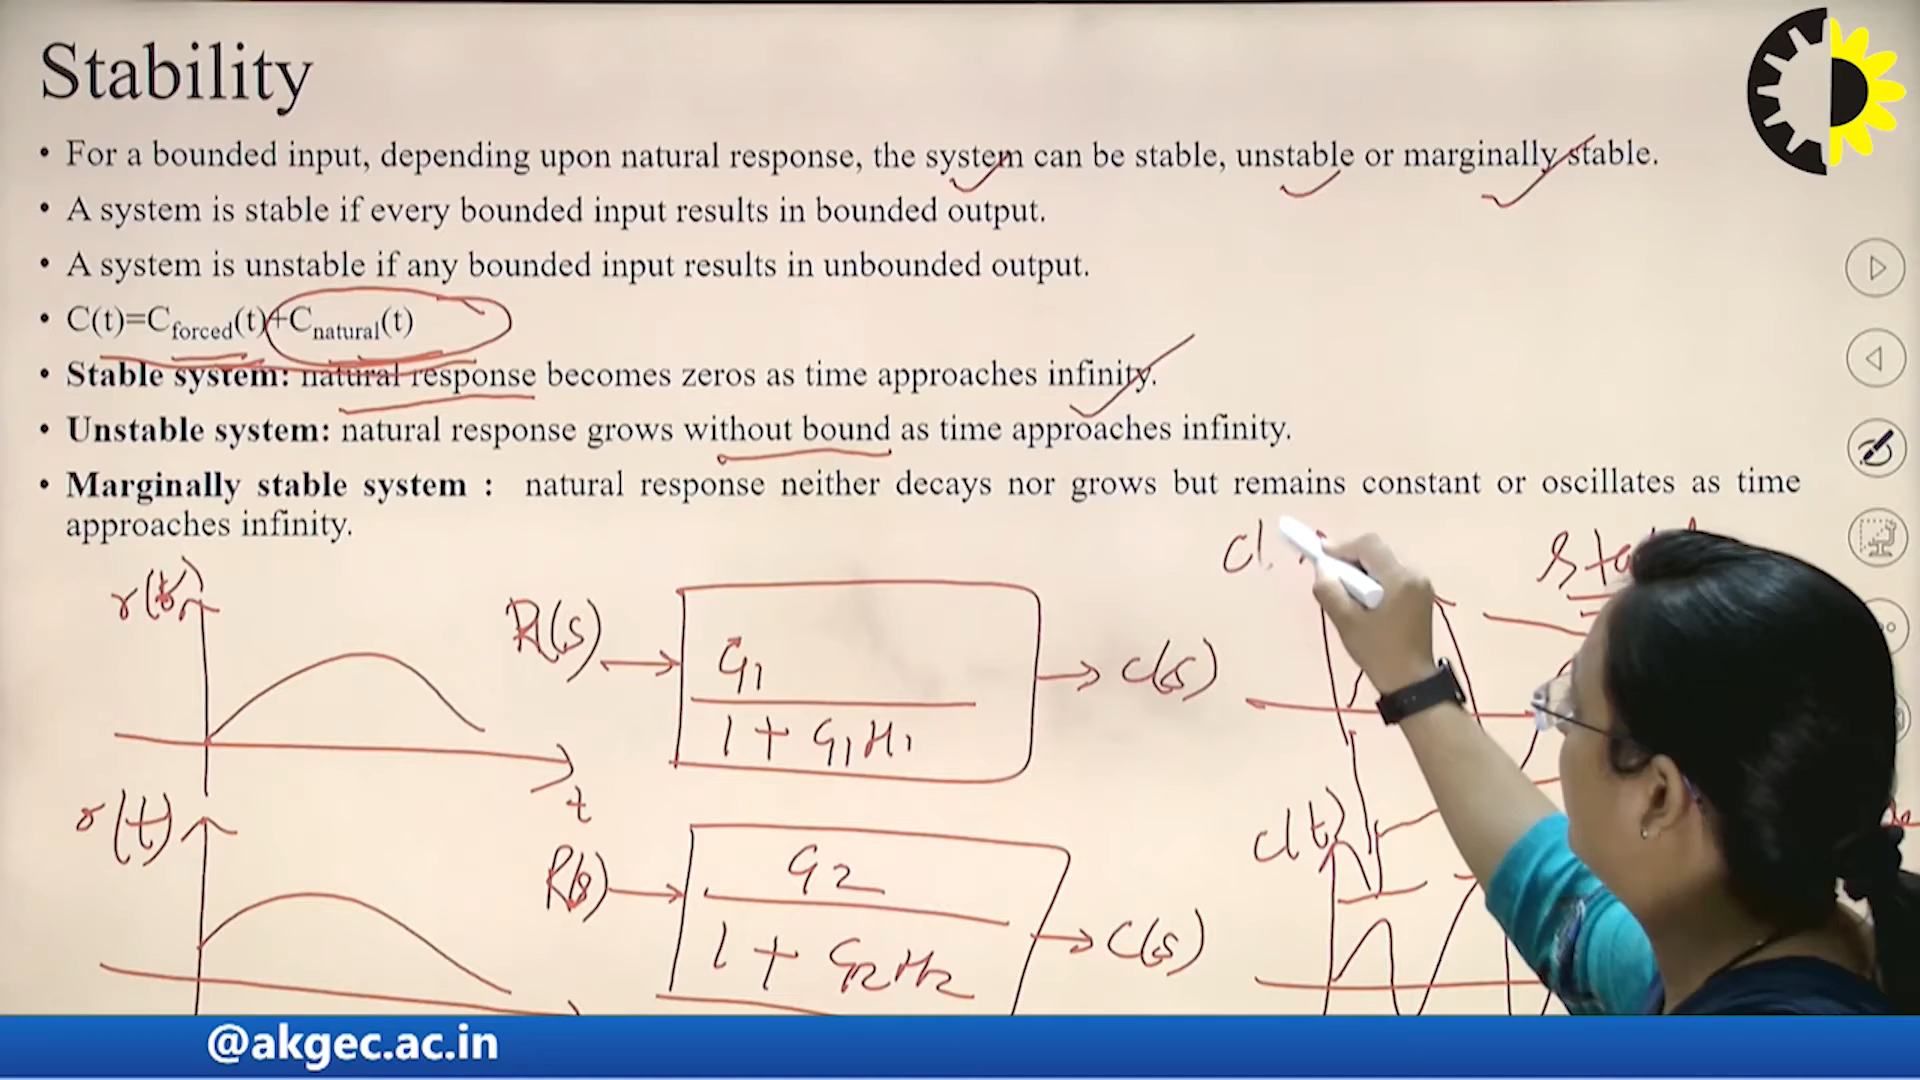 Stability
• For a bounded input, depending upon natural response, the system can be stable, unstable or marginally stable.
• A system is stable if every bounded input results in bounded output.
• A system is unstable if any bounded input results in unbounded output.
• C(t)=Cforced(t)+Cnatural(t)
• Stable system: natural response becomes zeros as time approaches infinity.
• Unstable system: natural response grows without bound as time approaches infinity.
• Marginally stable system : natural response neither decays nor grows but remains constant or oscillates as time
approaches infinity.
r(t)
R(s)
G1
1 + G1H1
C(s)
t
r(t)
R(s)
G2
1 + G2H2
C(s)
c(t)
@akgec.ac.in